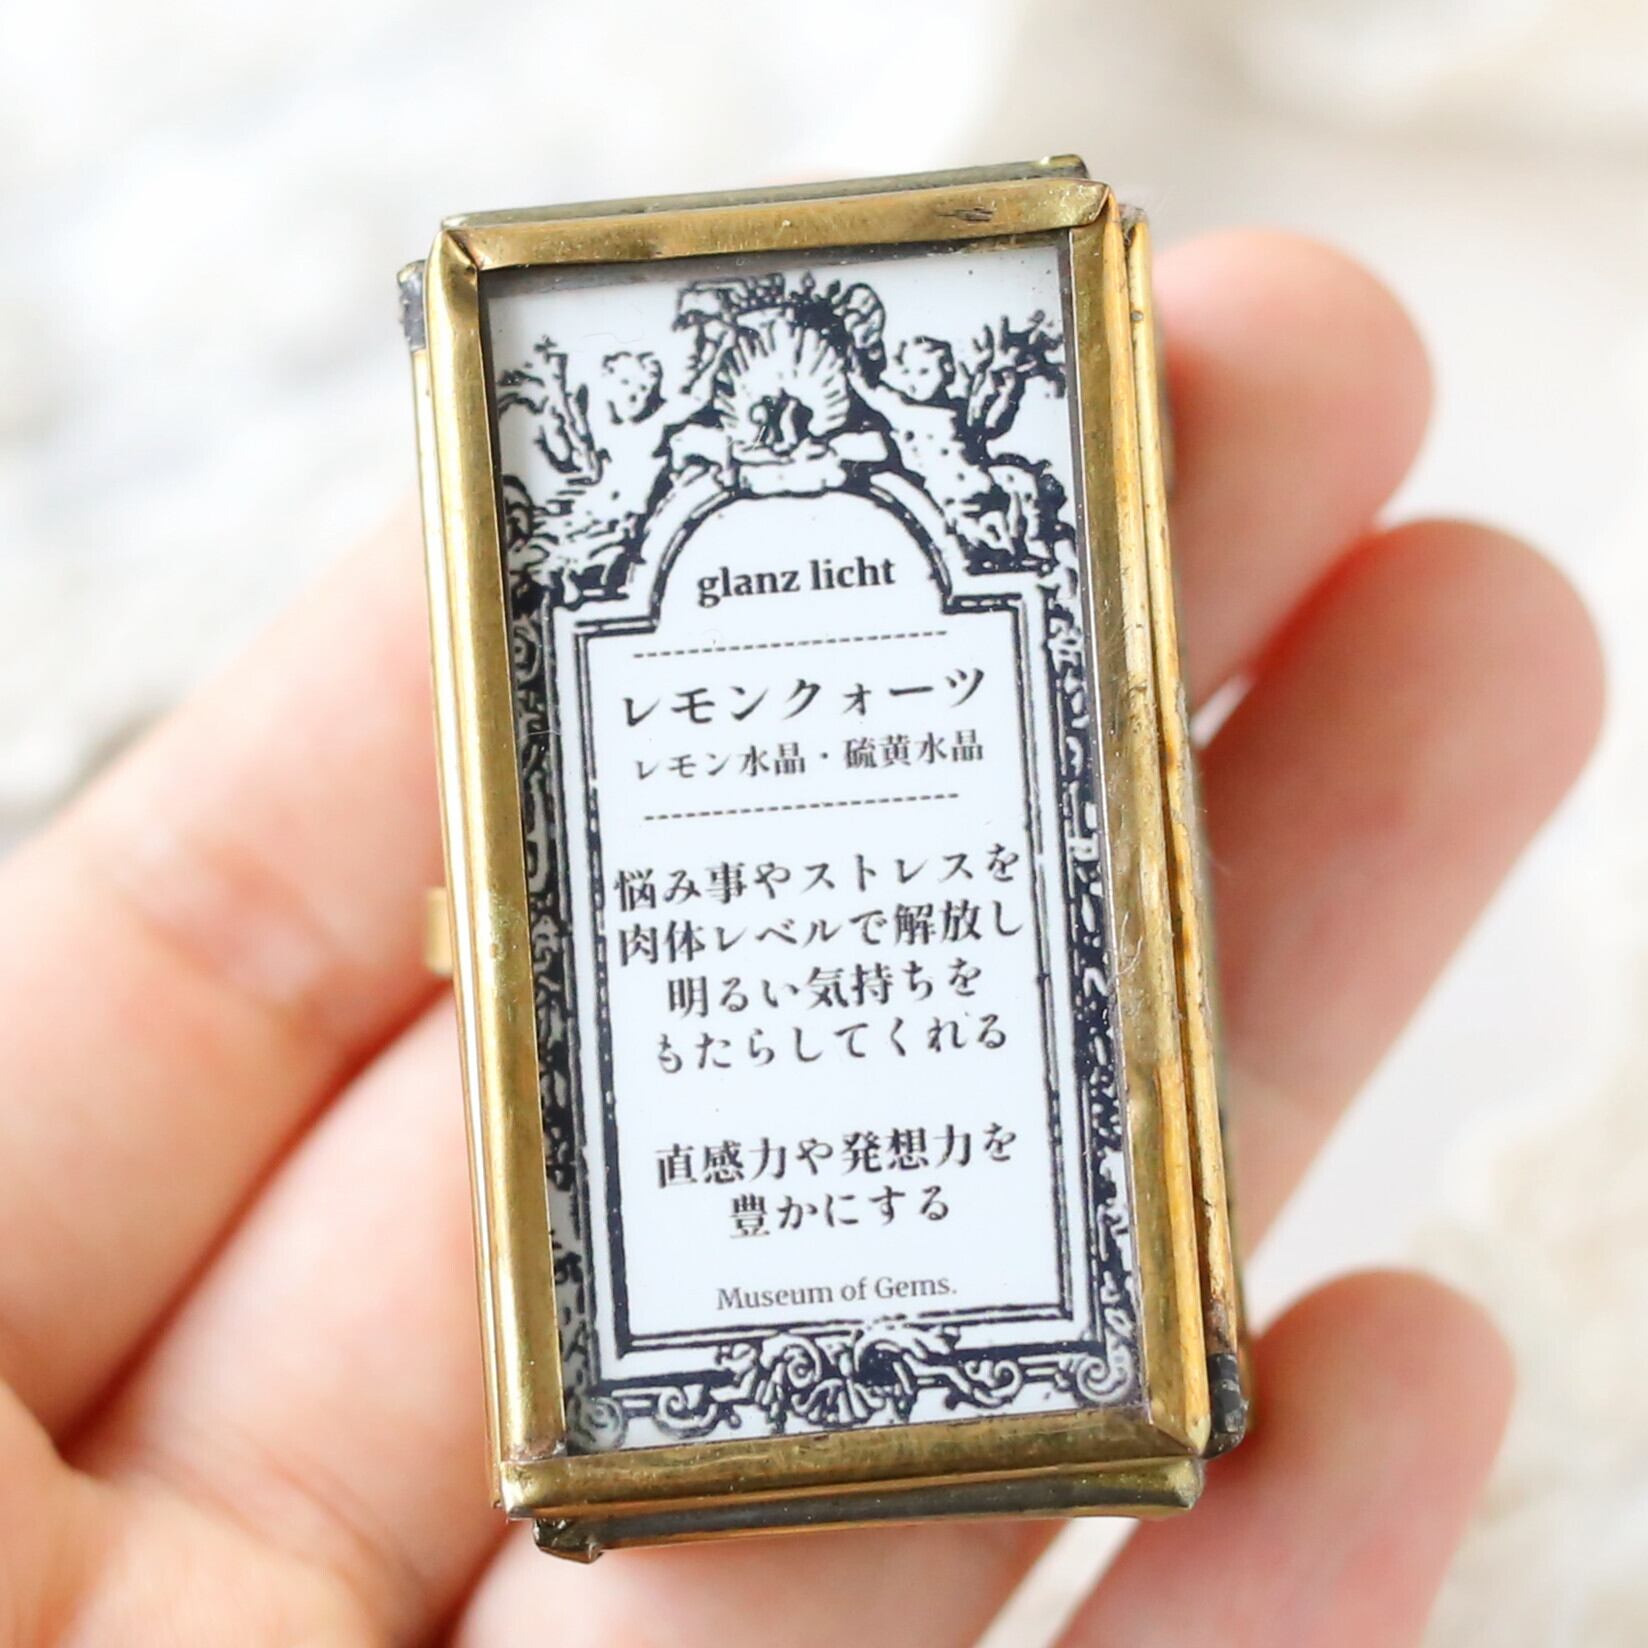 glanz licht
レモンクォーツ
レモン水晶・硫黄水晶
悩み事やストレスを
肉体レベルで解放し
明るい気持ちを
もたらしてくれる
直感力や発想力を
豊かにする
Museum of Gems.